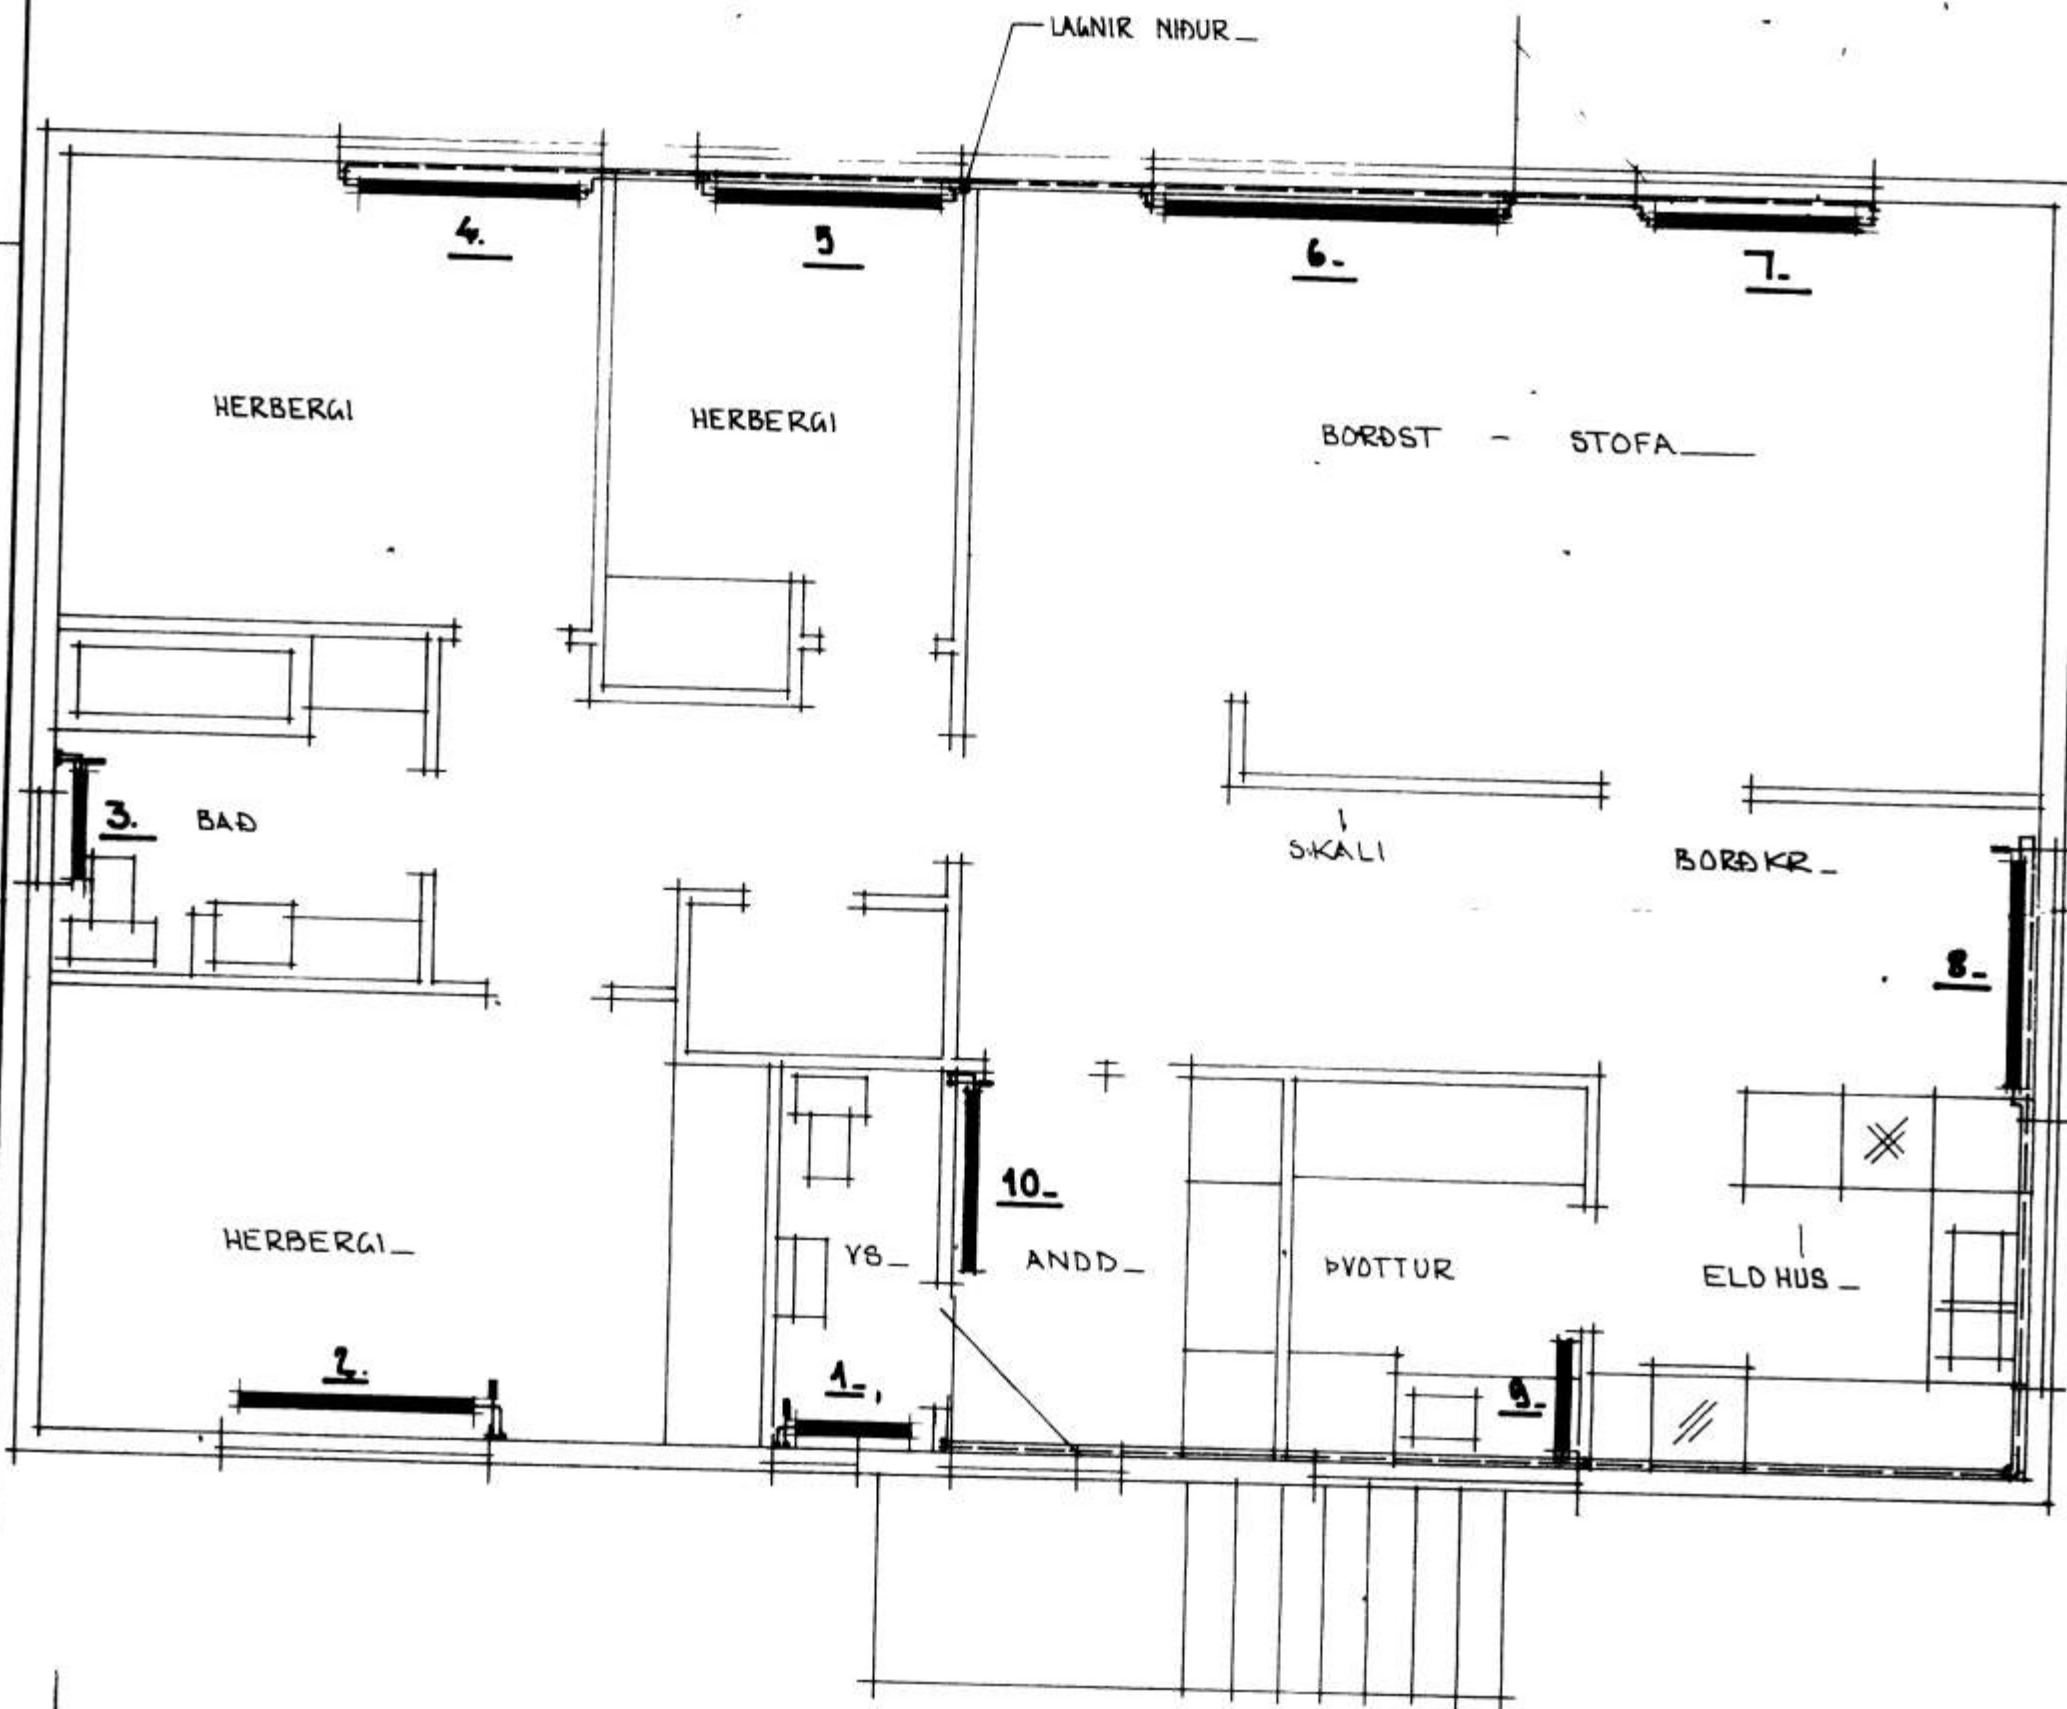 LAGNIR NIÐUR_
4.
5
6-
7-
HERBERGI
HERBERGI
BORÐST - STOFA
3.
BAÐ
SKÁLI
BORÐKR_
8-
10-
HERBERGI_
VS_
ANDD_
ÞVOTTUR
ELDHÚS_
2.
1-
9-